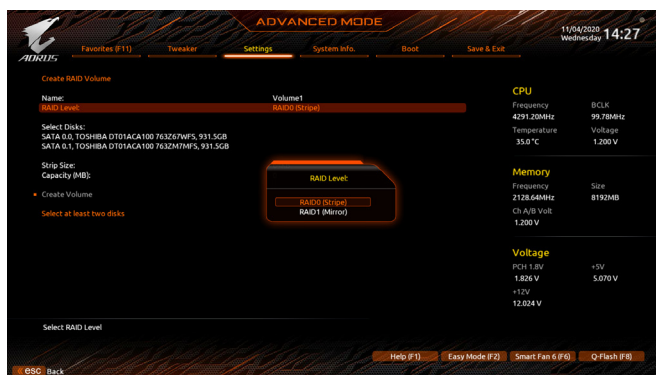 ADVANCED MODE
11/04/2020 Wednesday 14:27
AORUS
Favorites (F11) Tweaker Settings System Info. Boot Save & Exit
Create RAID Volume
Name: Volume1
RAID Level: RAID0 (Stripe)
Select Disks:
SATA 0.0, TOSHIBA DT01ACA100 763Z67WFS, 931.5GB
SATA 0.1, TOSHIBA DT01ACA100 763ZM7MFS, 931.5GB
Strip Size:
Capacity (MB):
Create Volume
Select at least two disks
RAID Level:
RAID0 (Stripe)
RAID1 (Mirror)
CPU
Frequency BCLK
4291.20MHz 99.78MHz
Temperature Voltage
35.0 °C 1.200 V
Memory
Frequency Size
2128.64MHz 8192MB
Ch A/B Volt
1.200 V
Voltage
PCH 1.8V +5V
1.826 V 5.070 V
+12V
12.024 V
Select RAID Level
Help (F1) Easy Mode (F2) Smart Fan 6 (F6) Q-Flash (F8)
esc Back